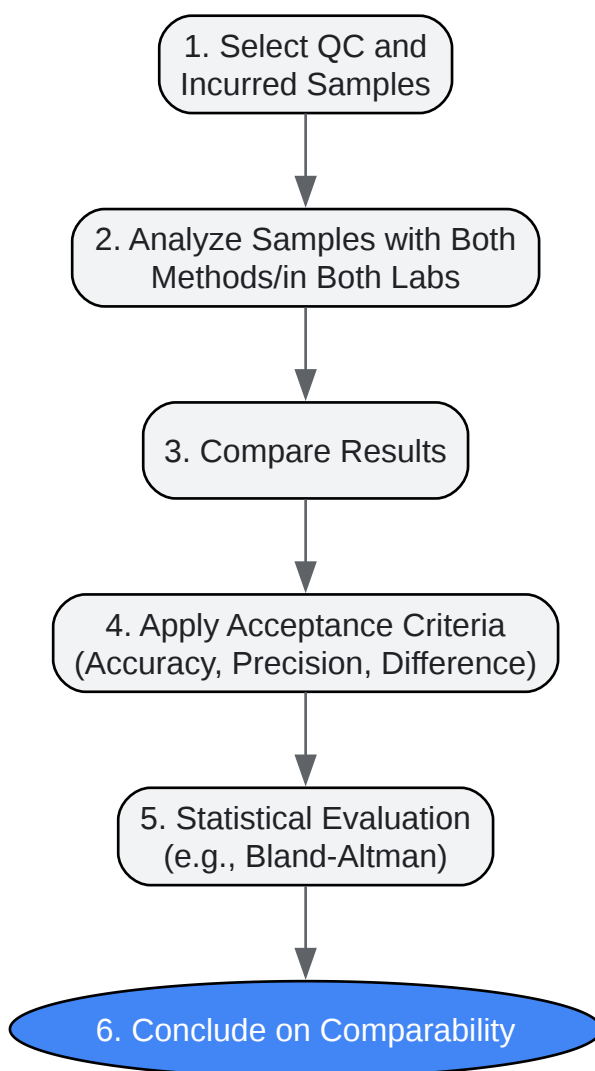 1. Select QC and
Incurred Samples
2. Analyze Samples with Both
Methods/in Both Labs
3. Compare Results
4. Apply Acceptance Criteria
(Accuracy, Precision, Difference)
5. Statistical Evaluation
(e.g., Bland-Altman)
6. Conclude on Comparability